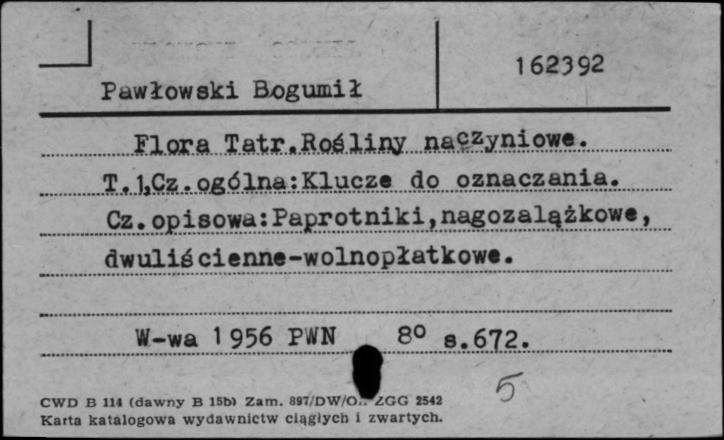 162392
Pawłowski Bogumił
Flora Tatr.Rośliny naczyniowe.
T.1,Cz.ogólna:Klucze do oznaczania.
Cz.opisowa:Paprotniki,nagozalążkowe,
dwuliścienne-wolnopłatkowe.
W-wa 1956 PWN 8º s.672.
5
CWD B 114 (dawny B 15b) Zam. 897/DW/O.. ZGG 2542
Karta katalogowa wydawnictw ciągłych i zwartych.